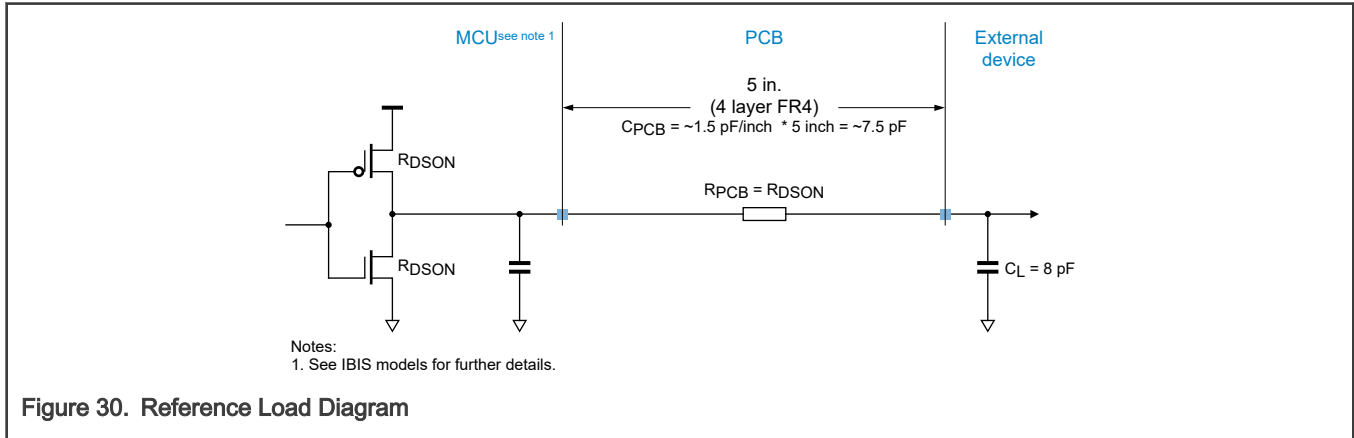 MCU see note 1
PCB
External
device
5 in.
(4 layer FR4)
CPCB = ~1.5 pF/inch * 5 inch = ~7.5 pF
RDSON
RPCB = RDSON
RDSON
CL = 8 pF
Notes:
1. See IBIS models for further details.
Figure 30. Reference Load Diagram